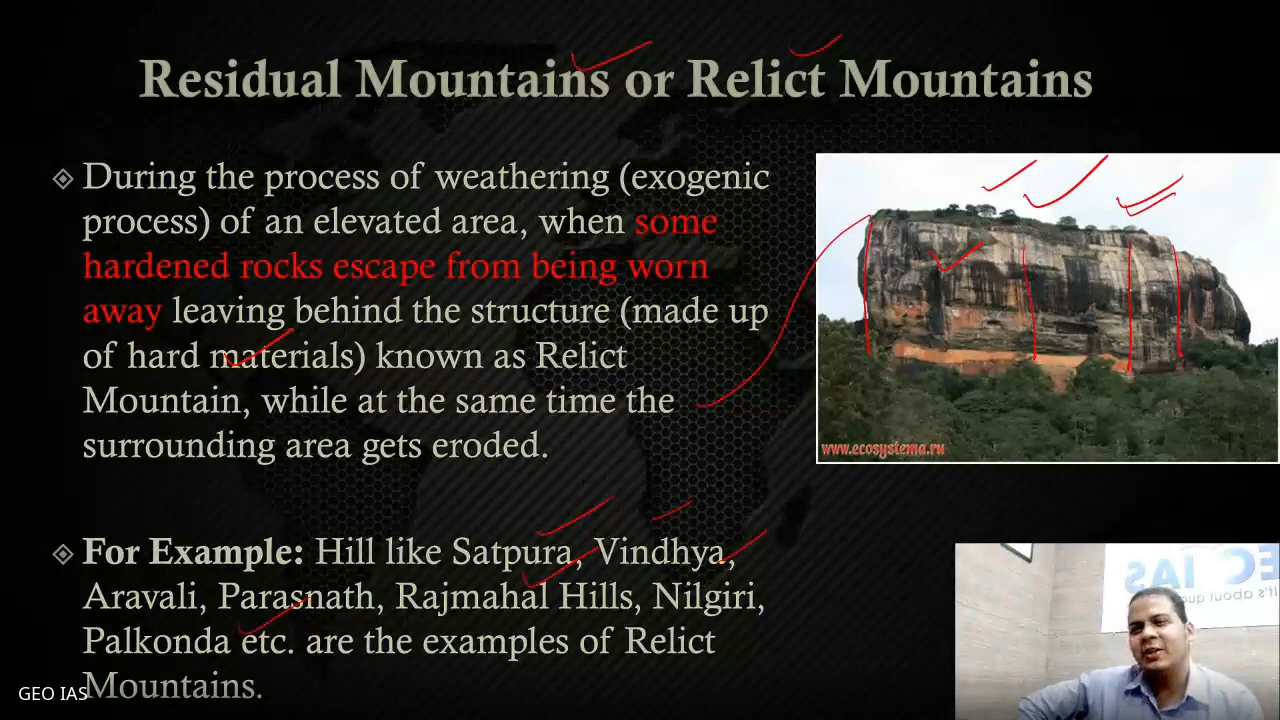 Residual Mountains or Relict Mountains
During the process of weathering (exogenic
process) of an elevated area, when some
hardened rocks escape from being worn
away leaving behind the structure (made up
of hard materials) known as Relict
Mountain, while at the same time the
surrounding area gets eroded.
www.ecosystema.ru
For Example: Hill like Satpura, Vindhya,
Aravali, Parasnath, Rajmahal Hills, Nilgiri,
Palkonda etc. are the examples of Relict
Mountains.
GEO IAS
EC IAS